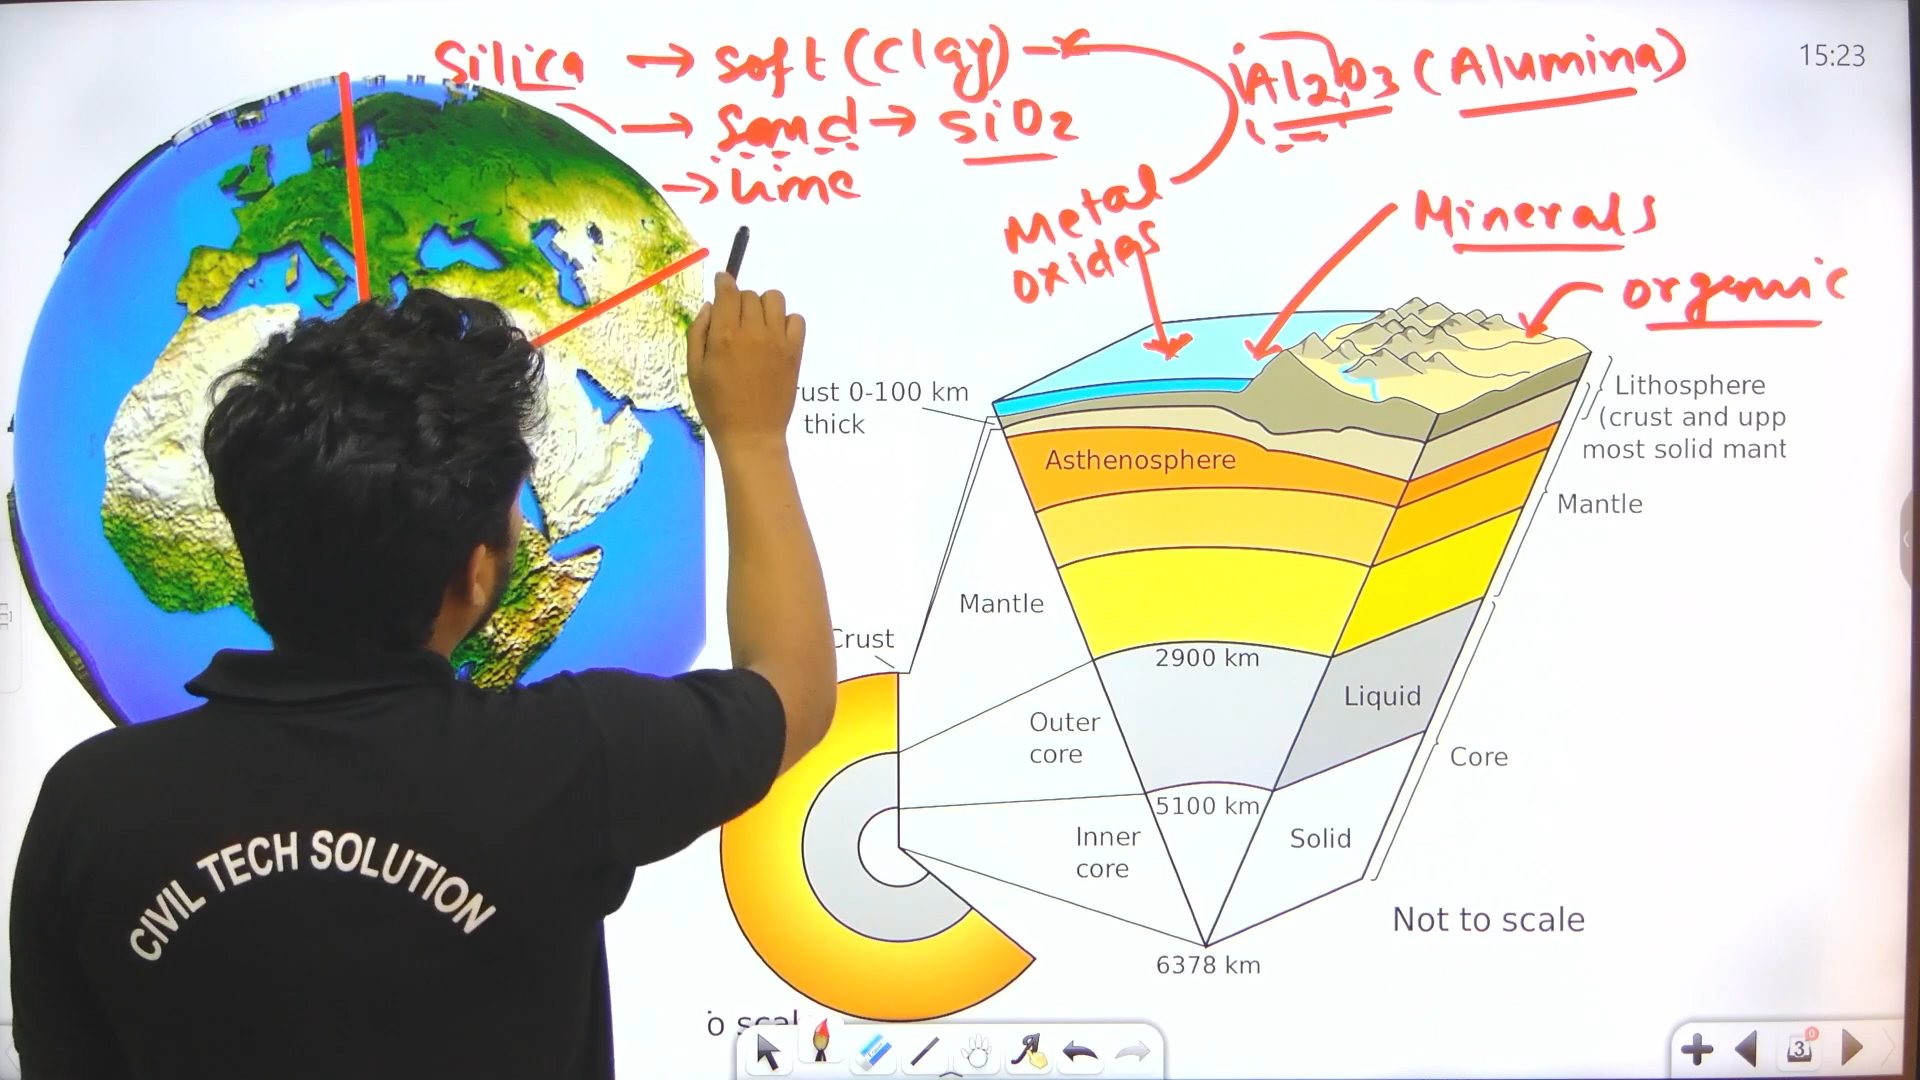 Silica → soft (clay)
Al2O3 (Alumina)
15:23
→ Sand → SiO2
→ Lime
Metal
oxides
Minerals
organic
rust 0-100 km
thick
Lithosphere
(crust and upp
most solid mant
Asthenosphere
Mantle
Mantle
Crust
2900 km
Liquid
Outer
core
Core
5100 km
Inner
core
Solid
Not to scale
6378 km
CIVIL TECH SOLUTION
o scal
3
0